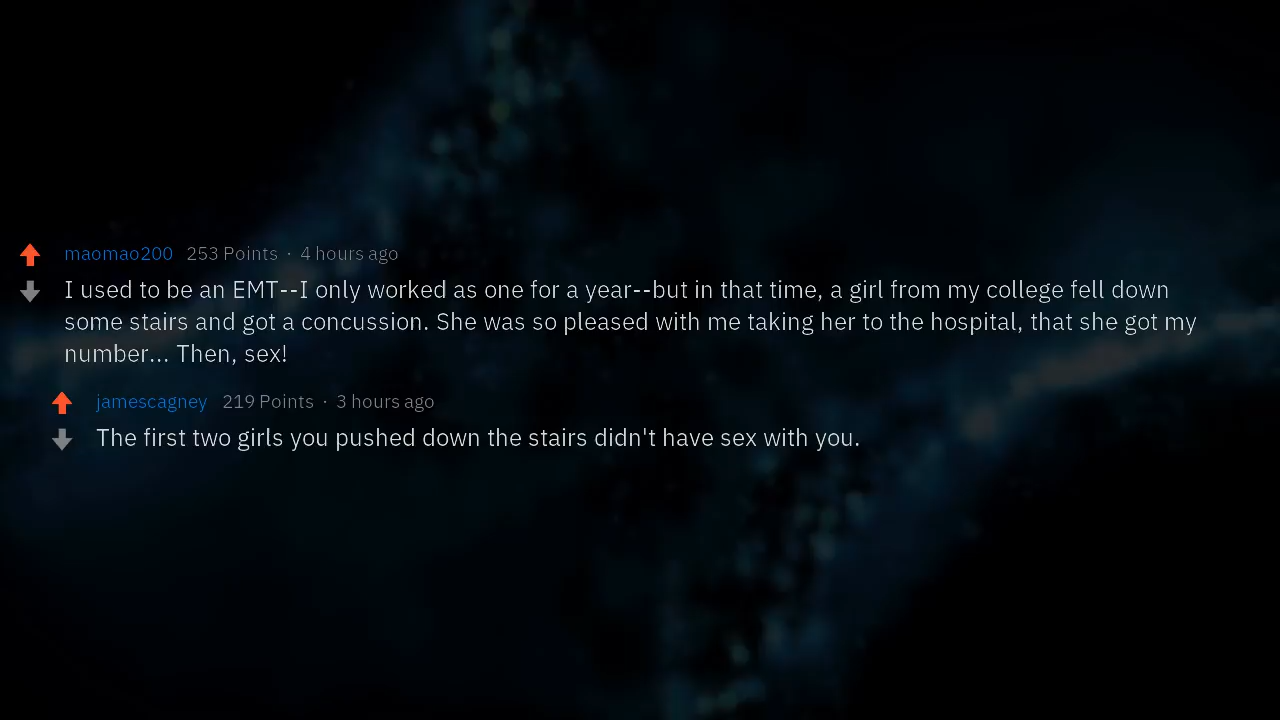 maomao200 253 Points · 4 hours ago
I used to be an EMT--I only worked as one for a year--but in that time, a girl from my college fell down
some stairs and got a concussion. She was so pleased with me taking her to the hospital, that she got my
number... Then, sex!
jamescagney 219 Points · 3 hours ago
The first two girls you pushed down the stairs didn't have sex with you.